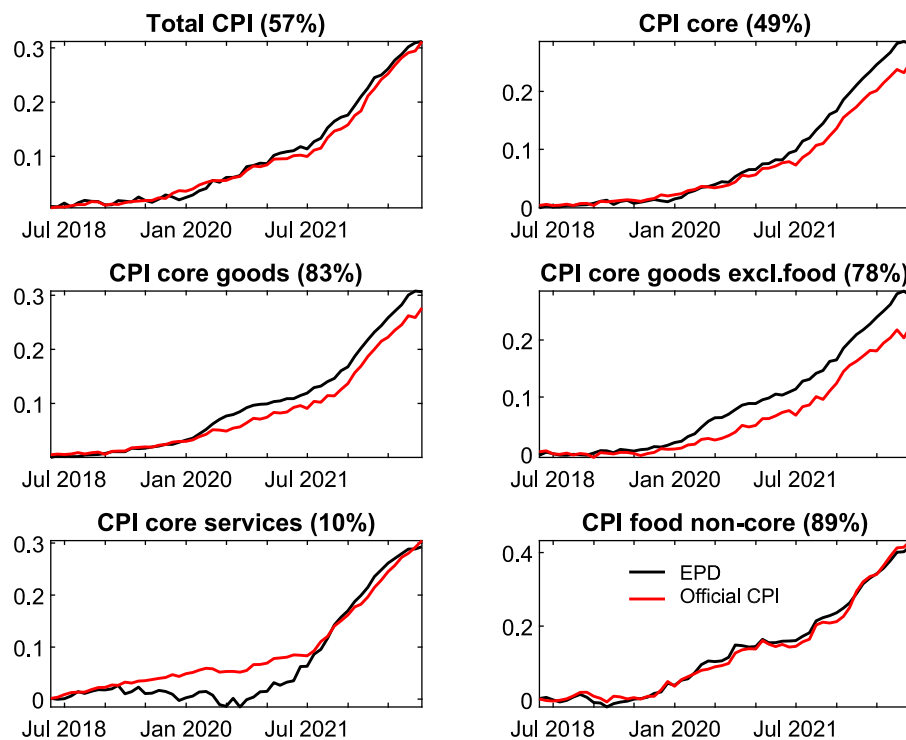 Total CPI (57%)
0.3
0.2
0.1
Jul 2018 Jan 2020 Jul 2021
CPI core (49%)
0.2
0.1
0
Jul 2018 Jan 2020 Jul 2021
CPI core goods (83%)
0.3
0.2
0.1
Jul 2018 Jan 2020 Jul 2021
CPI core goods excl.food (78%)
0.2
0.1
0
Jul 2018 Jan 2020 Jul 2021
CPI core services (10%)
0.3
0.2
0.1
0
Jul 2018 Jan 2020 Jul 2021
CPI food non-core (89%)
0.4
0.2
0
EPD
Official CPI
Jul 2018 Jan 2020 Jul 2021